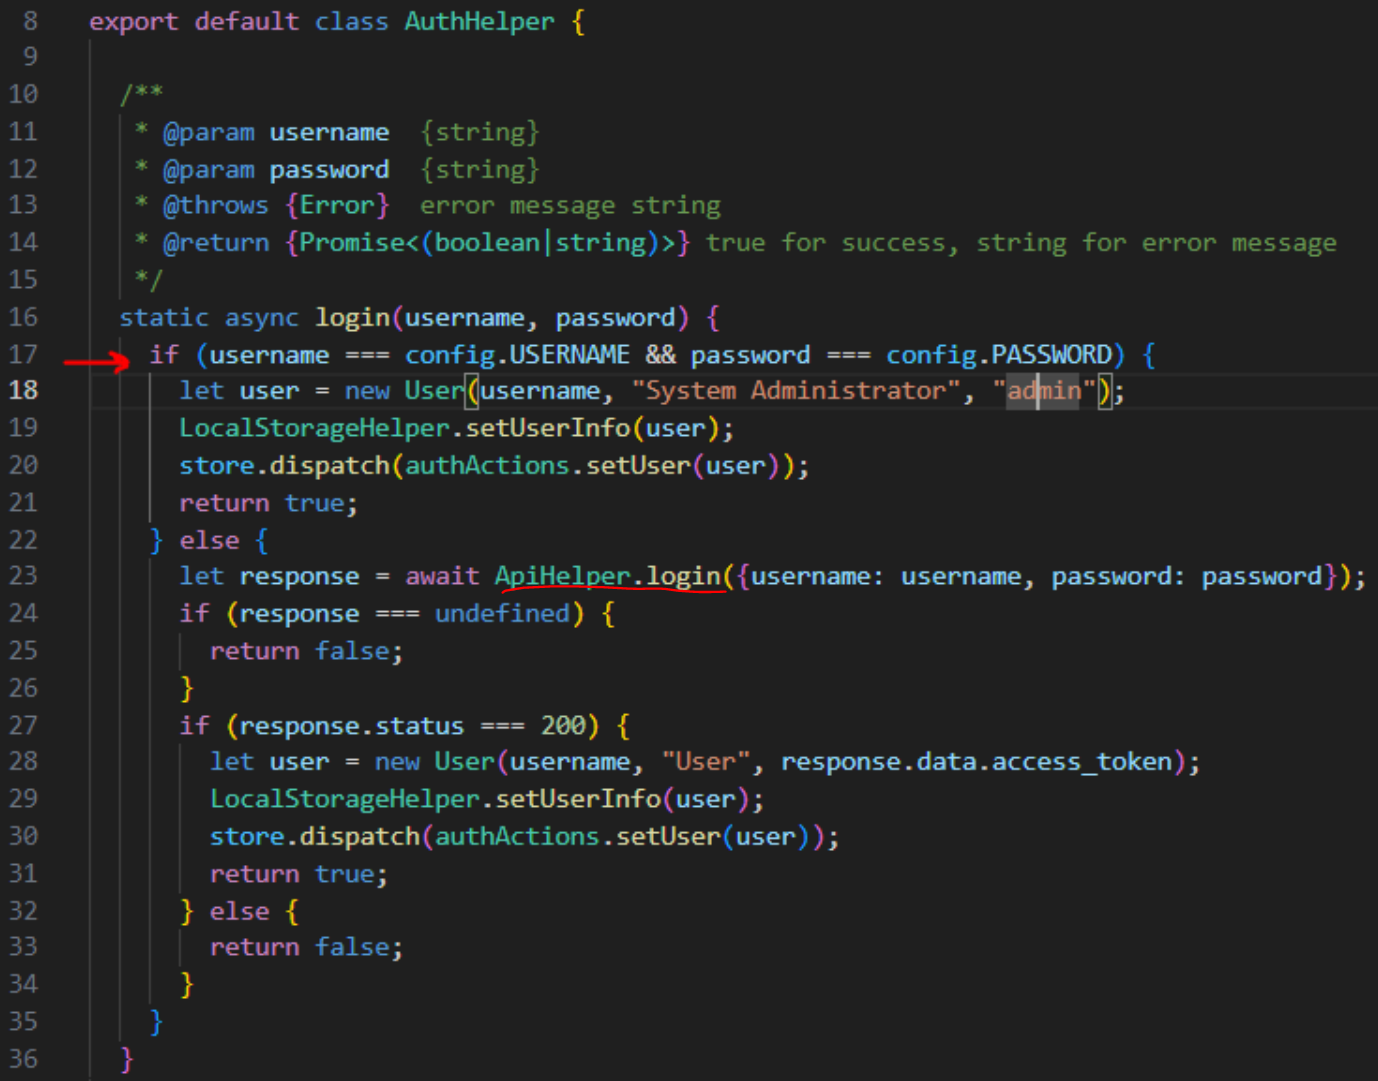 8 export default class AuthHelper {
9
10 /**
11 * @param username {string}
12 * @param password {string}
13 * @throws {Error} error message string
14 * @return {Promise<(boolean|string)>} true for success, string for error message
15 */
16 static async login(username, password) {
17 if (username === config.USERNAME && password === config.PASSWORD) {
18 let user = new User(username, "System Administrator", "admin");
19 LocalStorageHelper.setUserInfo(user);
20 store.dispatch(authActions.setUser(user));
21 return true;
22 } else {
23 let response = await ApiHelper.login({username: username, password: password});
24 if (response === undefined) {
25 return false;
26 }
27 if (response.status === 200) {
28 let user = new User(username, "User", response.data.access_token);
29 LocalStorageHelper.setUserInfo(user);
30 store.dispatch(authActions.setUser(user));
31 return true;
32 } else {
33 return false;
34 }
35 }
36 }